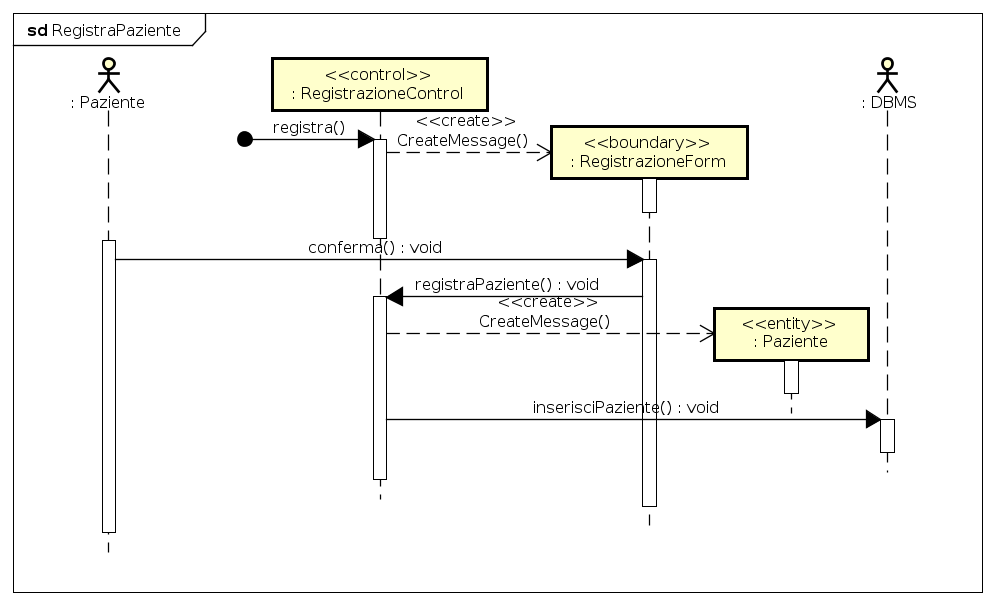 sd RegistraPaziente
: Paziente
<<control>>
: RegistrazioneControl
: DBMS
registra()
<<create>>
CreateMessage()
<<boundary>>
: RegistrazioneForm
conferma() : void
registraPaziente() : void
<<create>>
CreateMessage()
<<entity>>
: Paziente
inserisciPaziente() : void